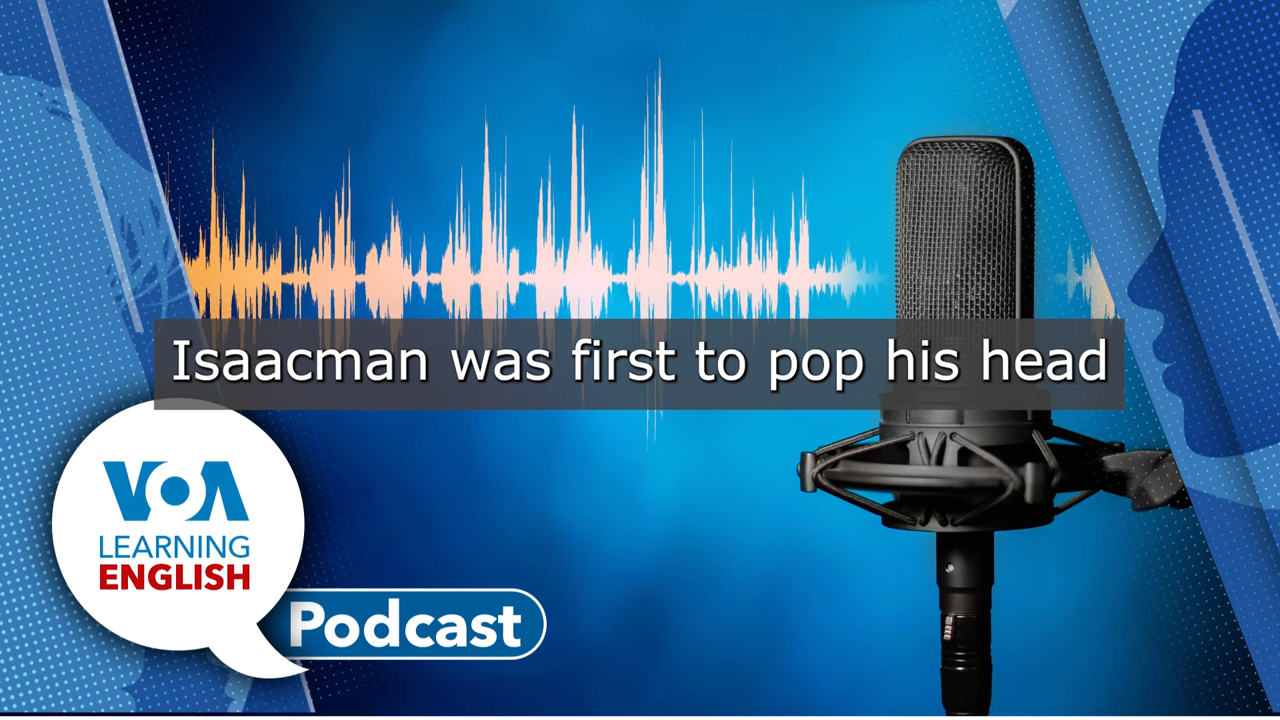 Isaacman was first to pop his head
VOA
LEARNING
ENGLISH
Podcast